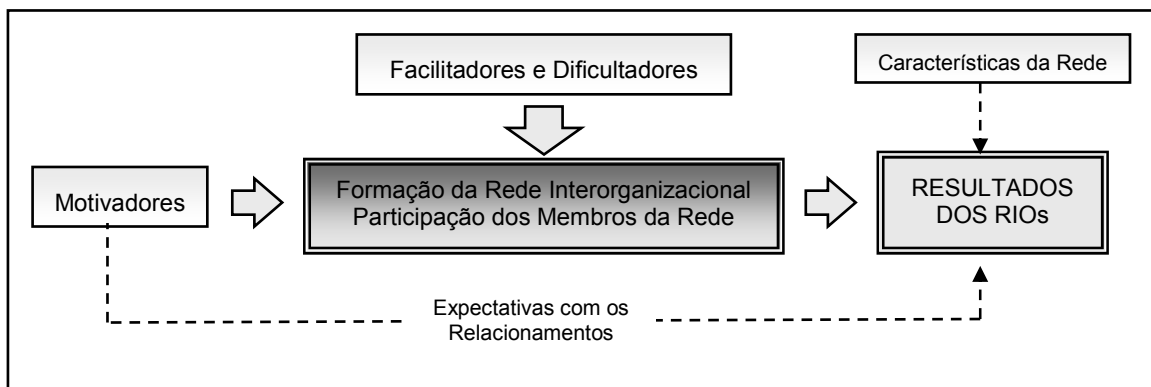 Facilitadores e Dificultadores
Características da Rede
Motivadores
Formação da Rede Interorganizacional
Participação dos Membros da Rede
RESULTADOS
DOS RIOs
Expectativas com os
Relacionamentos